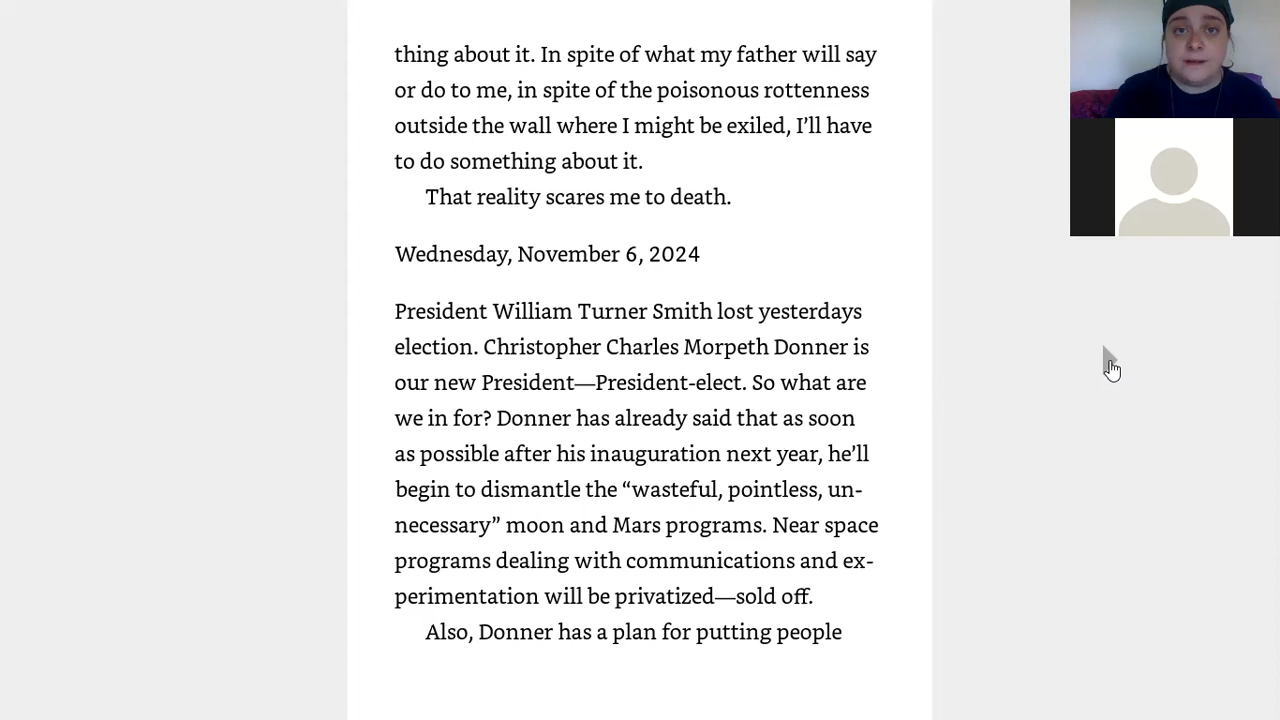 thing about it. In spite of what my father will say
or do to me, in spite of the poisonous rottenness
outside the wall where I might be exiled, I’ll have
to do something about it.
That reality scares me to death.
Wednesday, November 6, 2024
President William Turner Smith lost yesterdays
election. Christopher Charles Morpeth Donner is
our new President—President-elect. So what are
we in for? Donner has already said that as soon
as possible after his inauguration next year, he’ll
begin to dismantle the “wasteful, pointless, un-
necessary” moon and Mars programs. Near space
programs dealing with communications and ex-
perimentation will be privatized—sold off.
Also, Donner has a plan for putting people